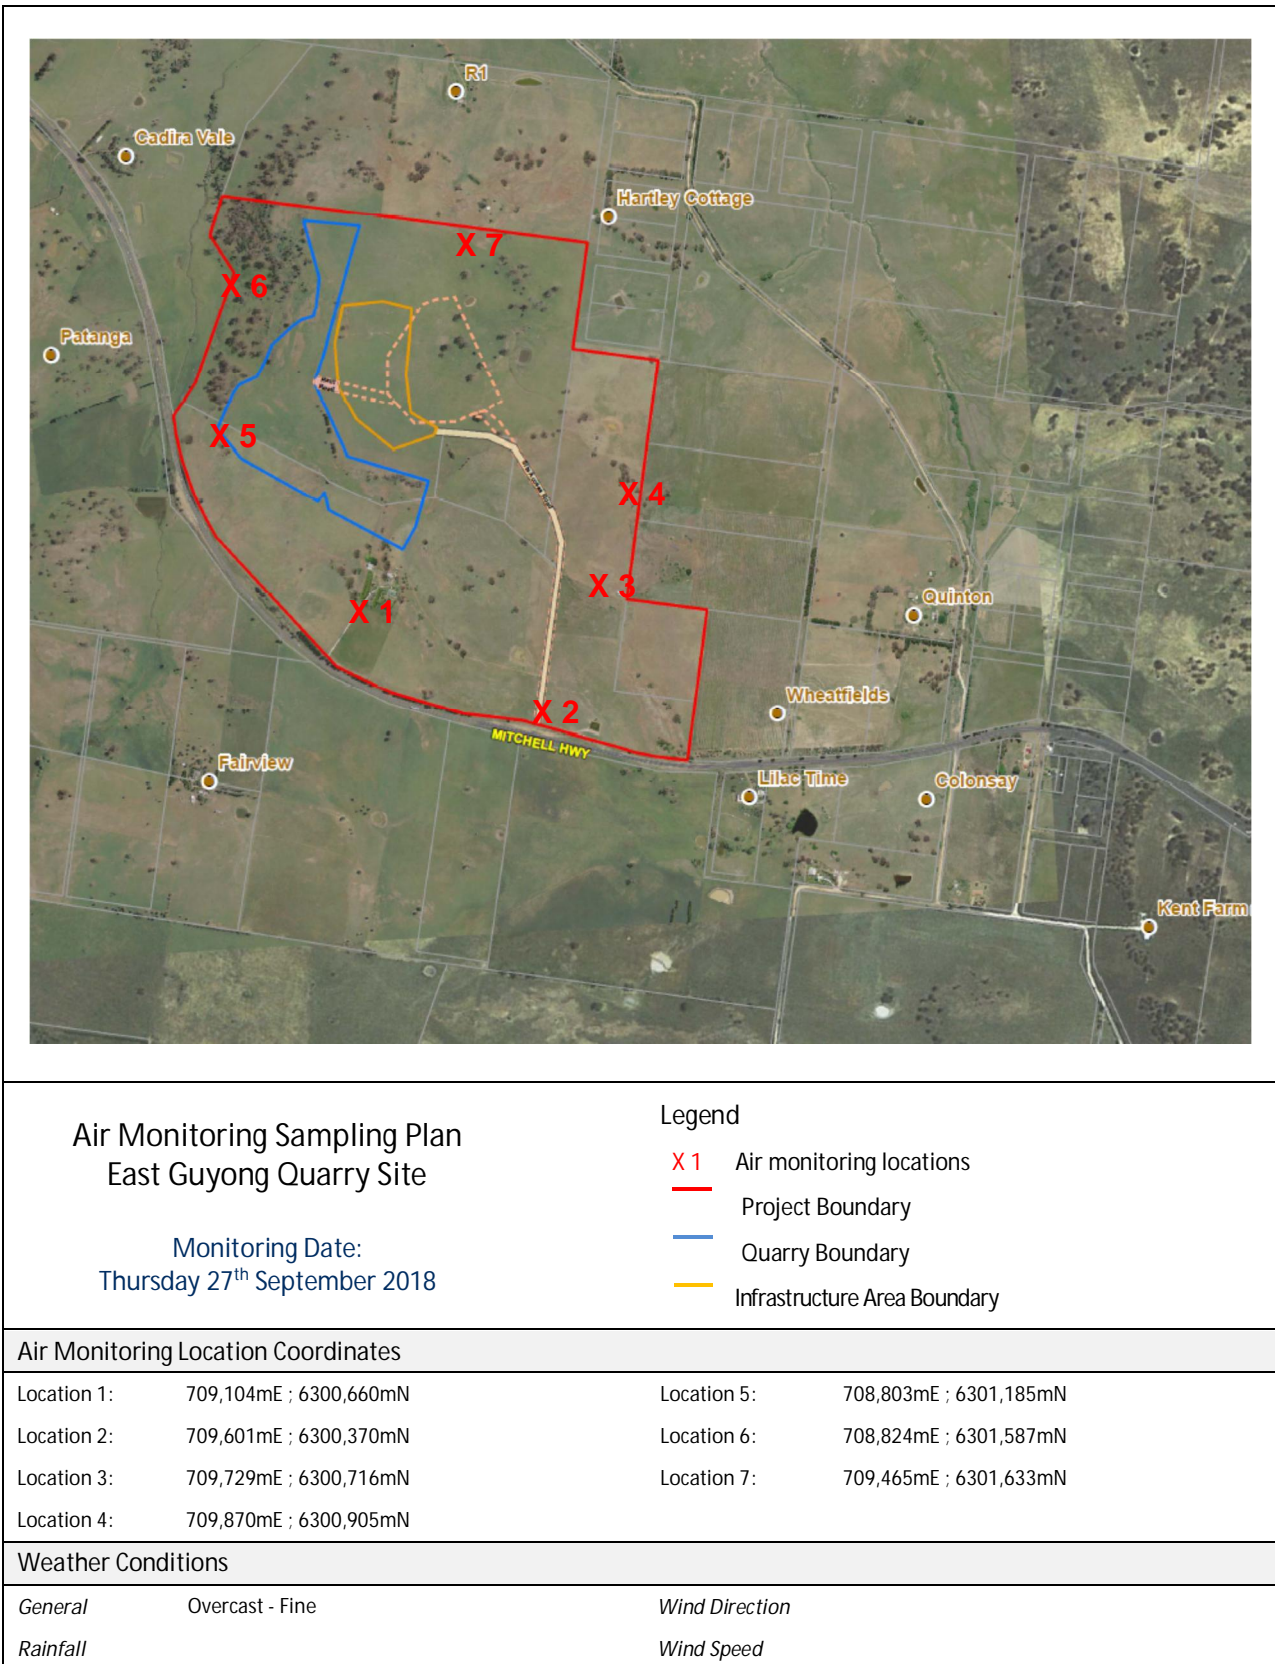 R1
Cadira Vale
Hartley Cottage
X 7
X 6
Patanga
X 5
X 4
X 3
Quinton
X 1
Wheatfields
X 2
MITCHELL HWY
Fairview
Lilac Time
Colonsay
Kent Farm
Air Monitoring Sampling Plan
East Guyong Quarry Site
Monitoring Date:
Thursday 27th September 2018
Legend
X 1 Air monitoring locations
Project Boundary
Quarry Boundary
Infrastructure Area Boundary
Air Monitoring Location Coordinates
Location 1: 709,104mE ; 6300,660mN
Location 5: 708,803mE ; 6301,185mN
Location 2: 709,601mE ; 6300,370mN
Location 6: 708,824mE ; 6301,587mN
Location 3: 709,729mE ; 6300,716mN
Location 7: 709,465mE ; 6301,633mN
Location 4: 709,870mE ; 6300,905mN
Weather Conditions
General Overcast - Fine
Wind Direction
Rainfall
Wind Speed